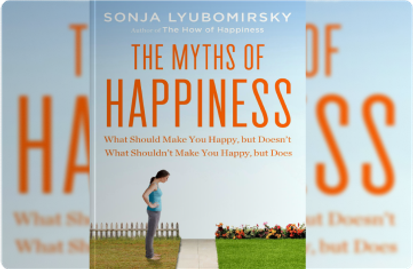 SONJA LYUBOMIRSKY
Author of The How of Happiness
THE MYTHS OF
HAPPINESS
What Should Make You Happy, but Doesn't
What Shouldn't Make You Happy, but Does